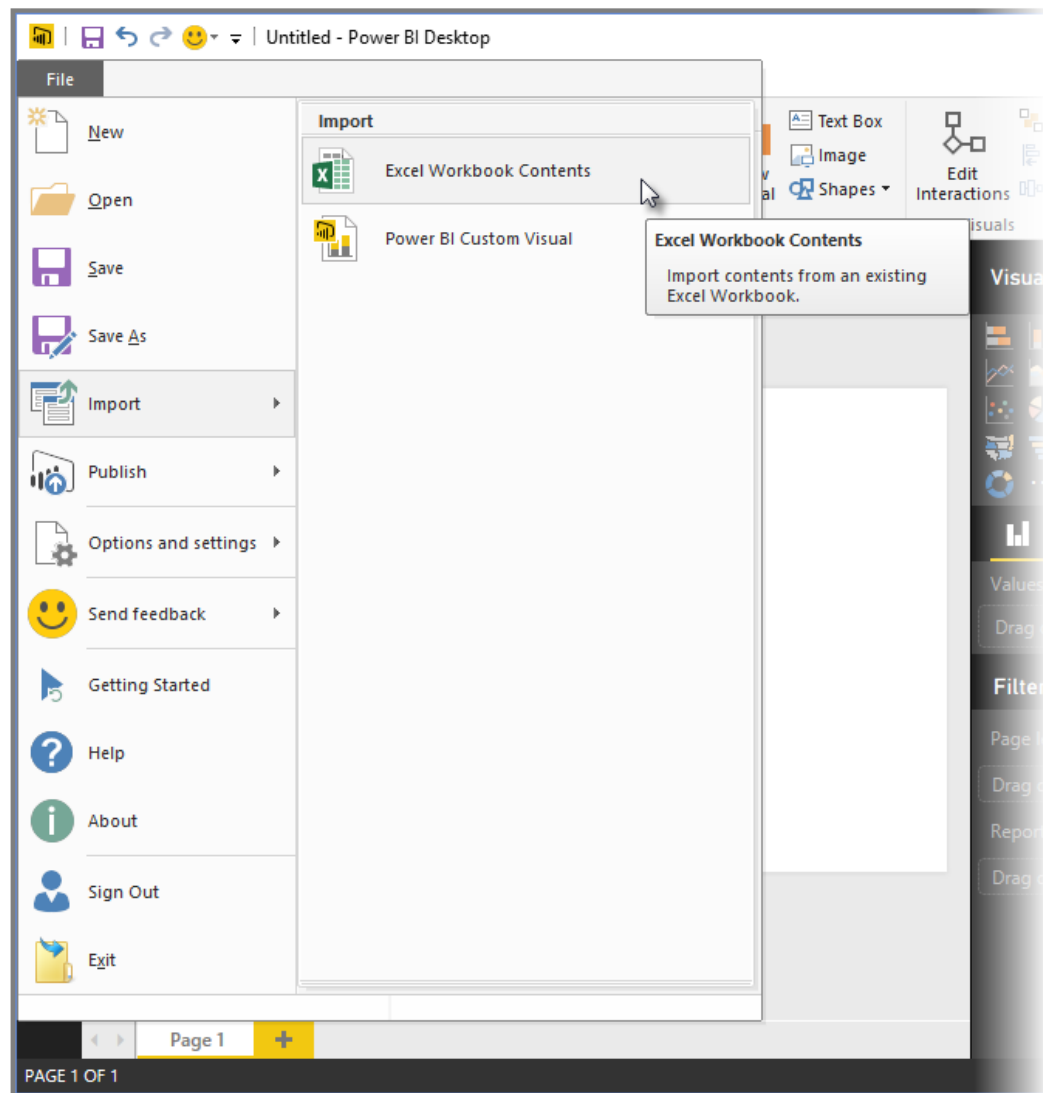 Untitled - Power BI Desktop
File
New
Open
Save
Save As
Import
Publish
Options and settings
Send feedback
Getting Started
Help
About
Sign Out
Exit
Import
Excel Workbook Contents
Power BI Custom Visual
Excel Workbook Contents
Import contents from an existing
Excel Workbook.
Text Box
Image
Shapes
Edit
Interactions
Values
Page 1
PAGE 1 OF 1